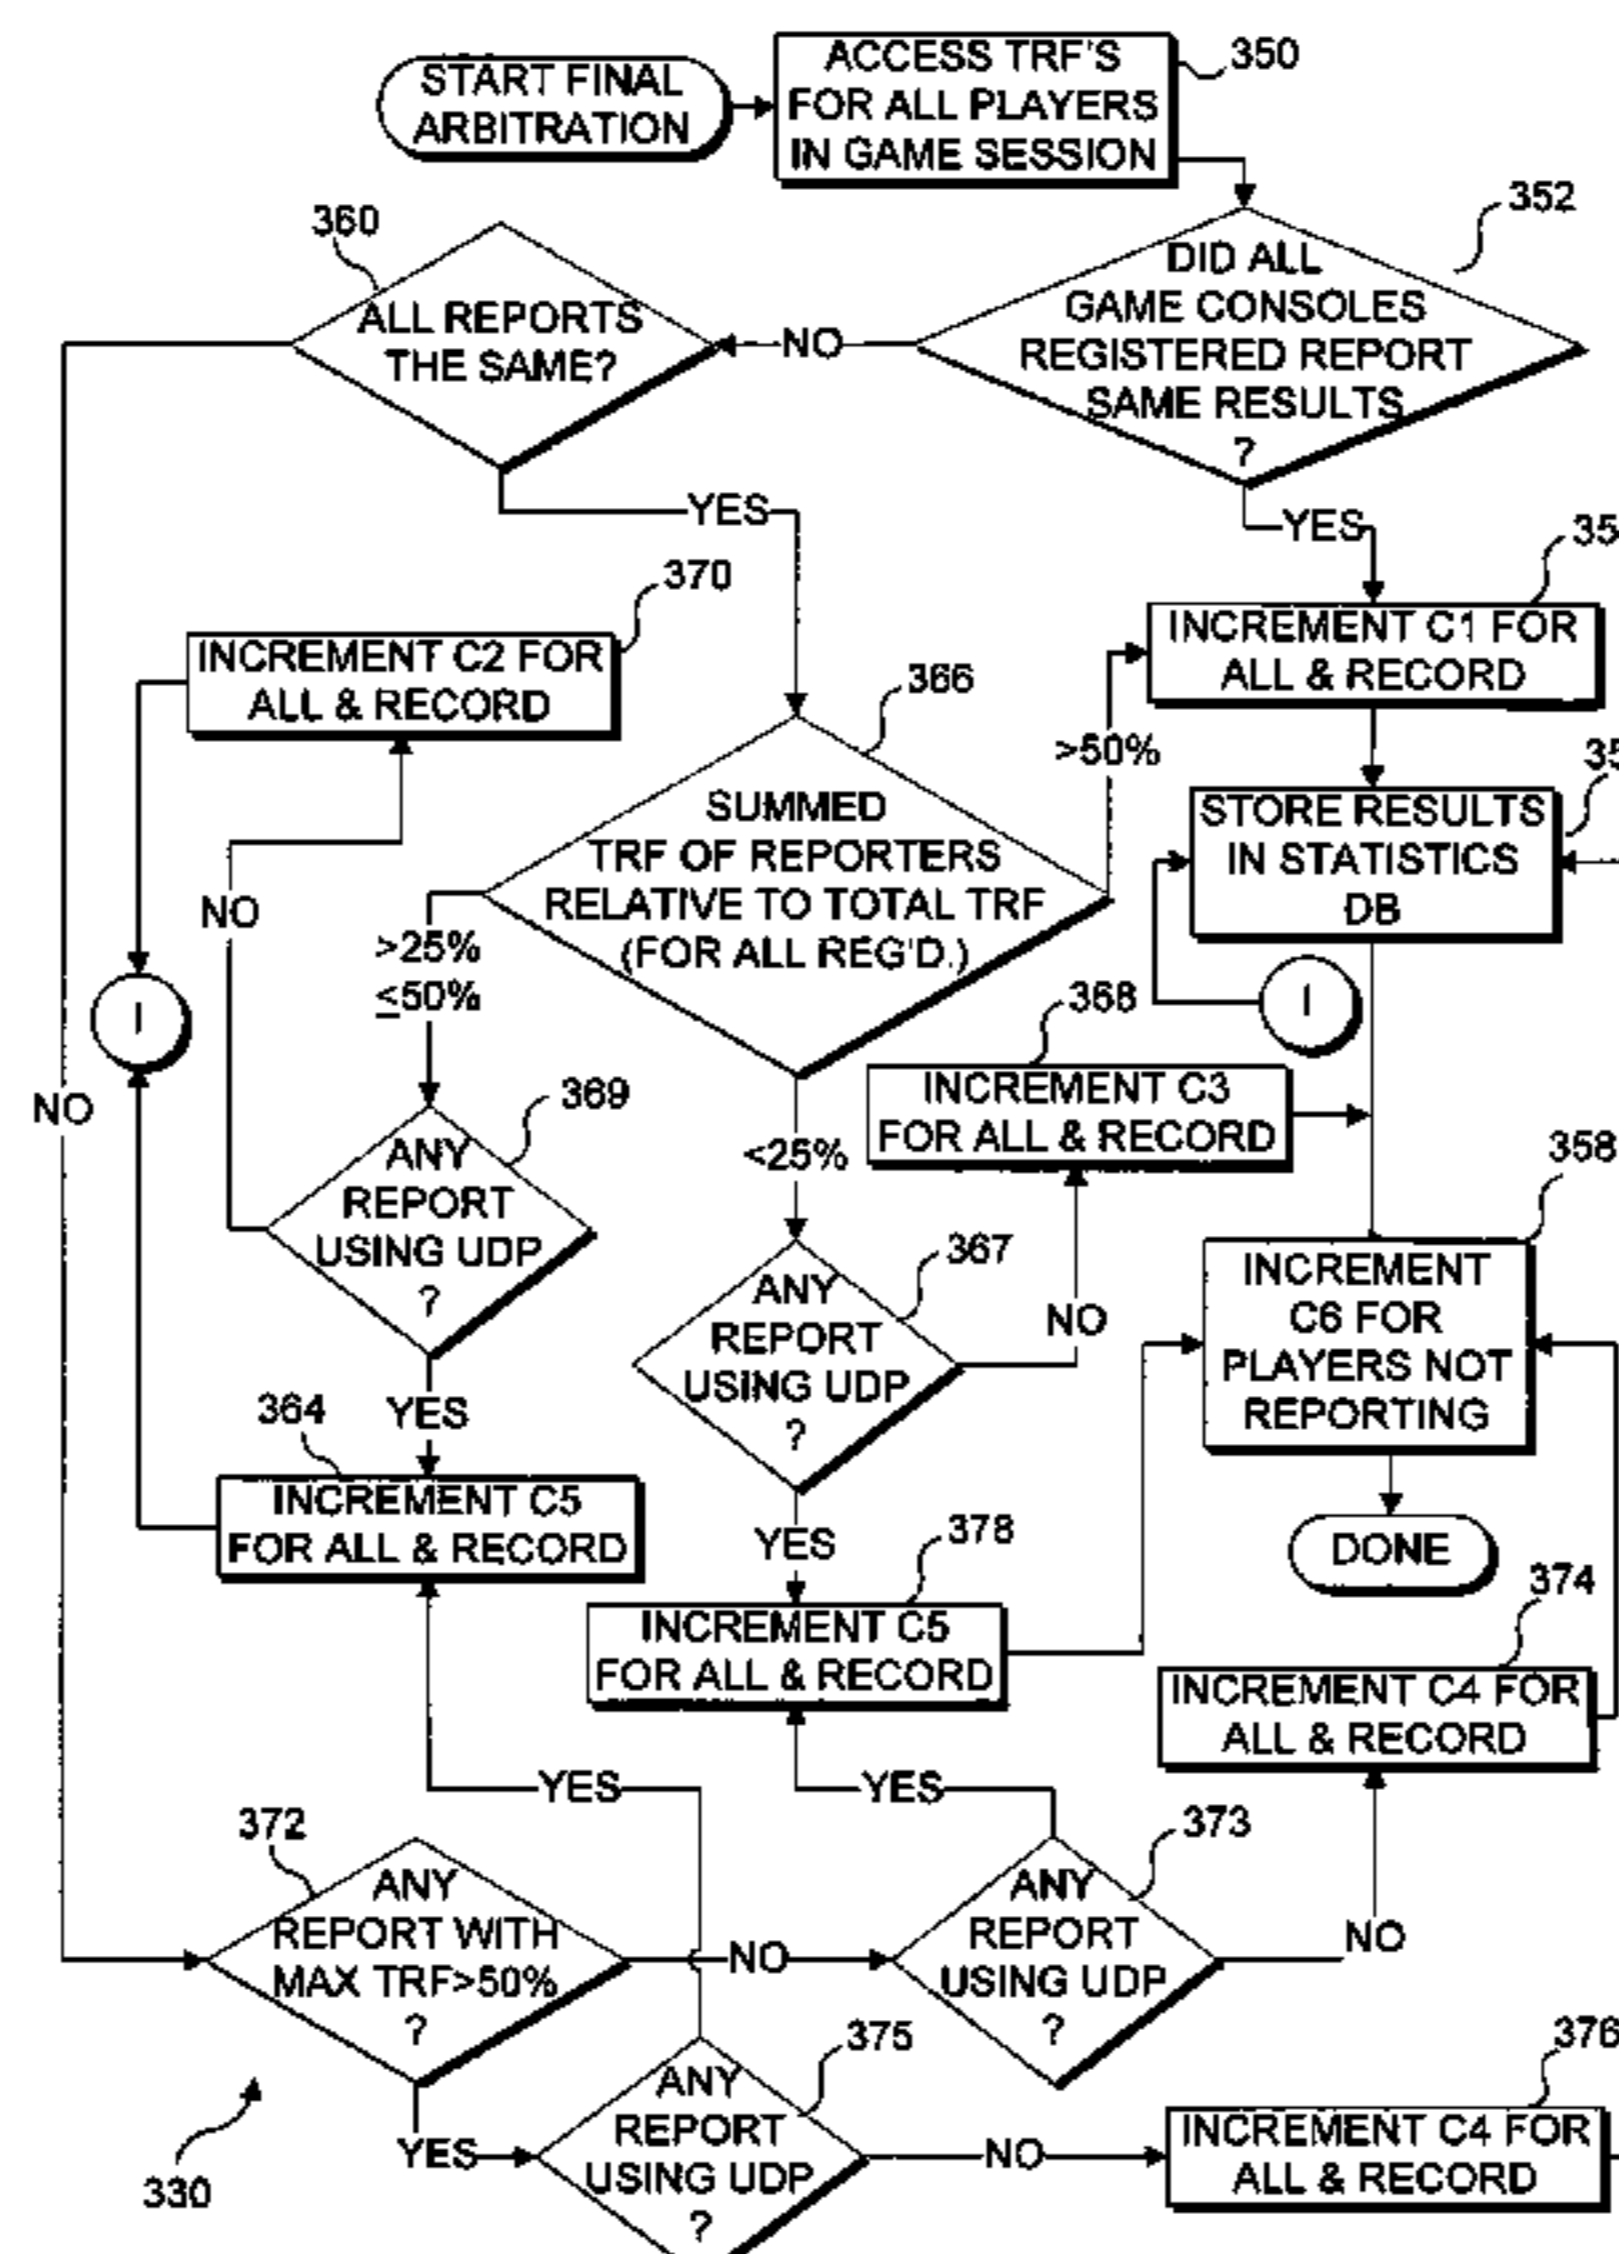 START FINAL
ARBITRATION
ACCESS TRF'S
FOR ALL PLAYERS
IN GAME SESSION
350
352
DID ALL
GAME CONSOLES
REGISTERED REPORT
SAME RESULTS
?
360
ALL REPORTS
THE SAME?
NO
YES
YES
35
370
INCREMENT C2 FOR
ALL & RECORD
INCREMENT C1 FOR
ALL & RECORD
366
>50%
SUMMED
TRF OF REPORTERS
RELATIVE TO TOTAL TRF
(FOR ALL REG'D.)
35
STORE RESULTS
IN STATISTICS
DB
NO
>25%
≤50%
I
I
368
INCREMENT C3
FOR ALL & RECORD
NO
369
ANY
REPORT
USING UDP
?
<25%
358
INCREMENT
C6 FOR
PLAYERS NOT
REPORTING
367
ANY
REPORT
USING UDP
?
NO
364
YES
INCREMENT C5
FOR ALL & RECORD
YES
378
INCREMENT C5
FOR ALL & RECORD
DONE
374
INCREMENT C4 FOR
ALL & RECORD
YES
YES
372
ANY
REPORT WITH
MAX TRF>50%
?
NO
373
ANY
REPORT
USING UDP
?
NO
YES
375
ANY
REPORT
USING UDP
?
NO
376
INCREMENT C4 FOR
ALL & RECORD
330